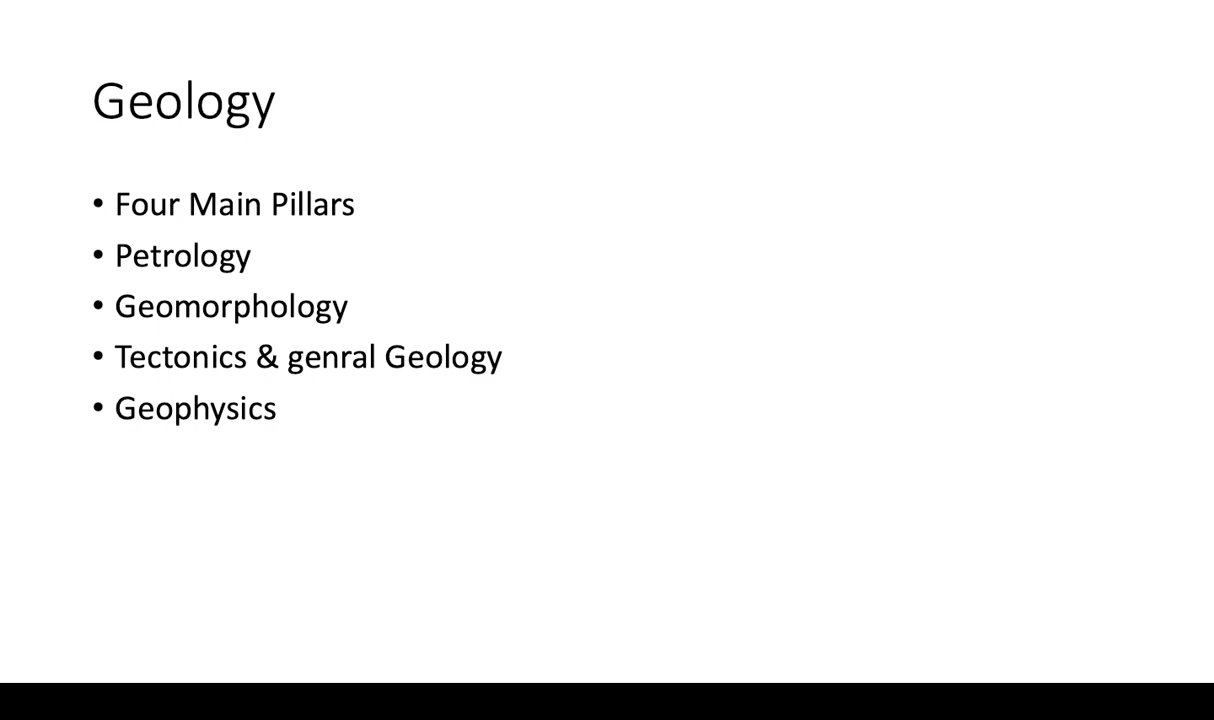 Geology
• Four Main Pillars
• Petrology
• Geomorphology
• Tectonics & genral Geology
• Geophysics